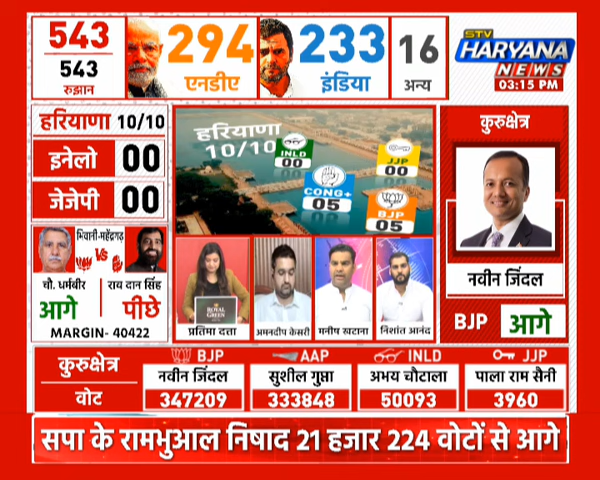 543
543
रुझान
294
एनडीए
233
इंडिया
16
अन्य
STV
HARYANA
NEWS
03:15 PM
हरियाणा 10/10
इनेलो 00
जेजेपी 00
हरियाणा
10/10
INLD
00
JJP
00
CONG+
05
BJP
05
कुरुक्षेत्र
नवीन जिंदल
BJP आगे
भिवानी-महेंद्रगढ़
VS
चौ. धर्मबीर
राव दान सिंह
आगे
पीछे
MARGIN- 40422
ROYAL GREEN
प्रतिमा दत्ता
अमनदीप केसरी
मनीष खटाना
निशांत आनंद
कुरुक्षेत्र
वोट
BJP
नवीन जिंदल
347209
AAP
सुशील गुप्ता
333848
INLD
अभय चौटाला
50093
JJP
पाला राम सैनी
3960
सपा के रामभुआल निषाद 21 हजार 224 वोटों से आगे